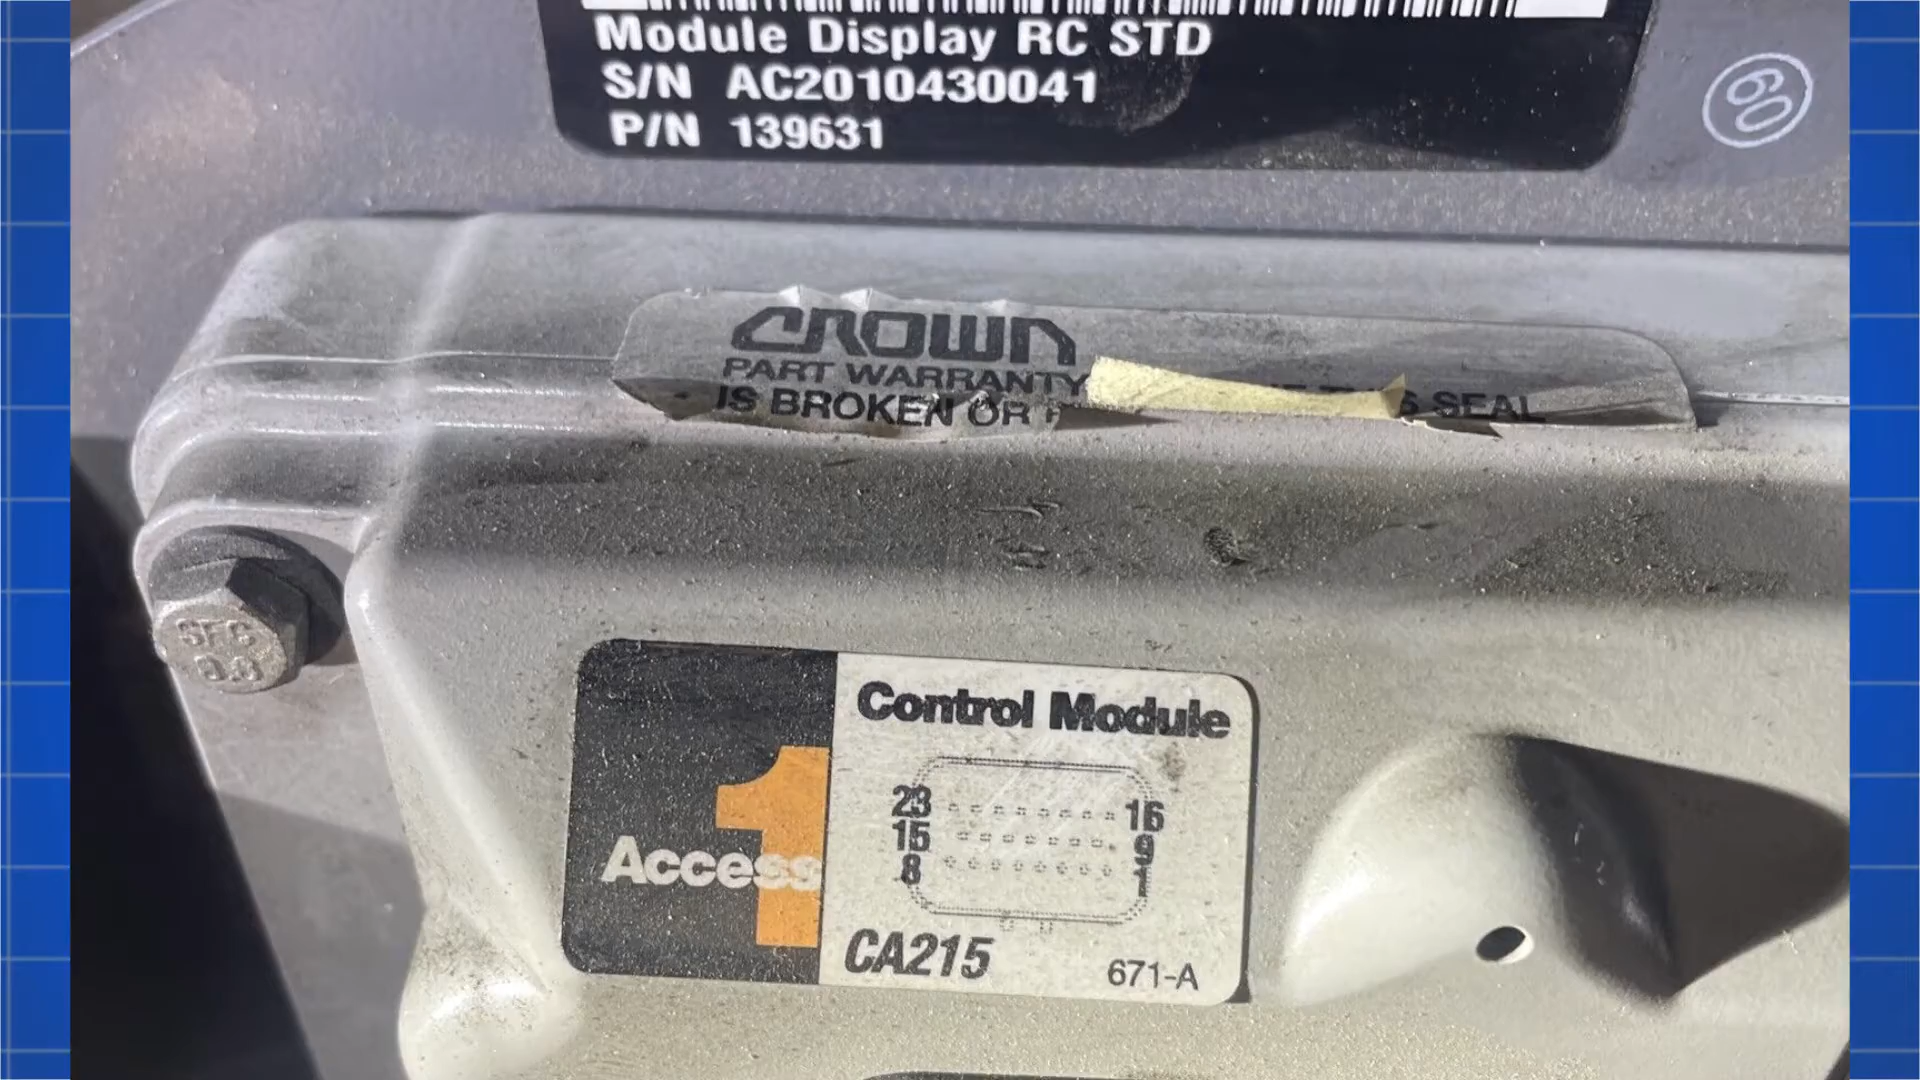 Module Display RC STD
S/N AC2010430041
P/N 139631
60
CROWN
PART WARRANTY
IS BROKEN OR
SEAL
Control Module
23 16
15 9
8 1
1
Access
CA215
671-A